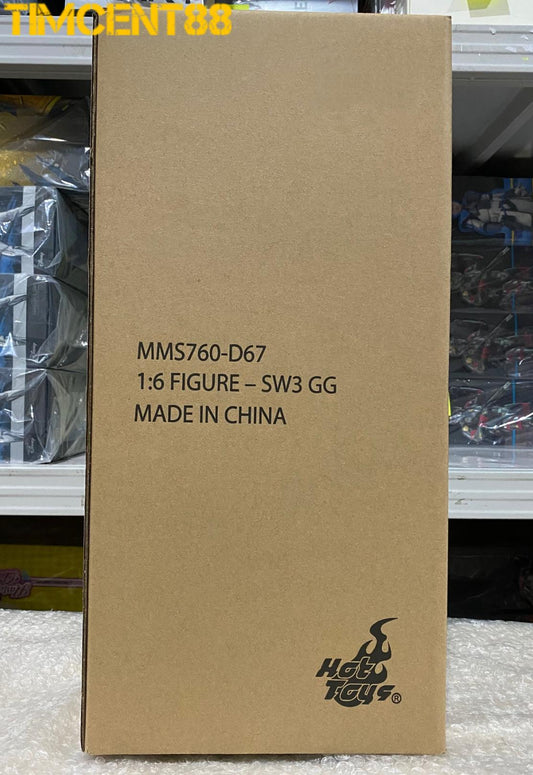 TIMCENT88
MMS760-D67
1:6 FIGURE – SW3 GG
MADE IN CHINA
Hot
Toys®